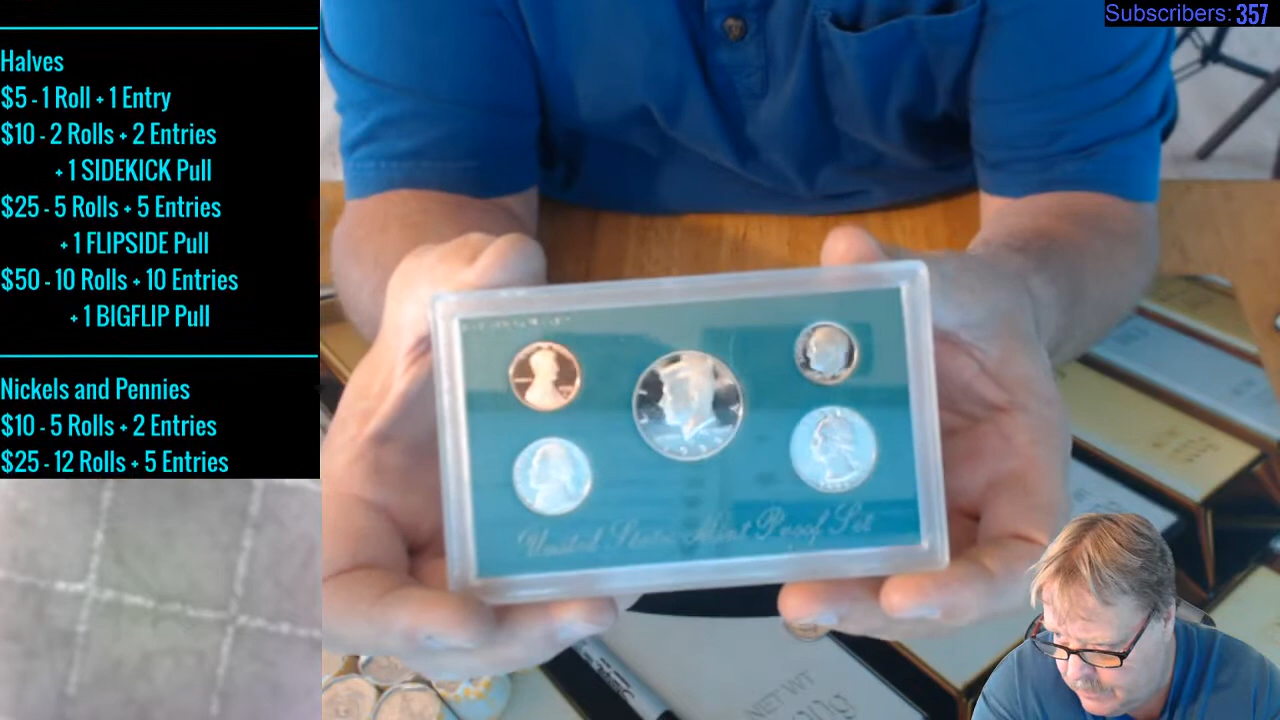 Subscribers: 357
Halves
$5 - 1 Roll + 1 Entry
$10 - 2 Rolls + 2 Entries
+ 1 SIDEKICK Pull
$25 - 5 Rolls + 5 Entries
+ 1 FLIPSIDE Pull
$50 - 10 Rolls + 10 Entries
+ 1 BIGFLIP Pull
Nickels and Pennies
$10 - 5 Rolls + 2 Entries
$25 - 12 Rolls + 5 Entries
United States Mint Proof Set
NET WT